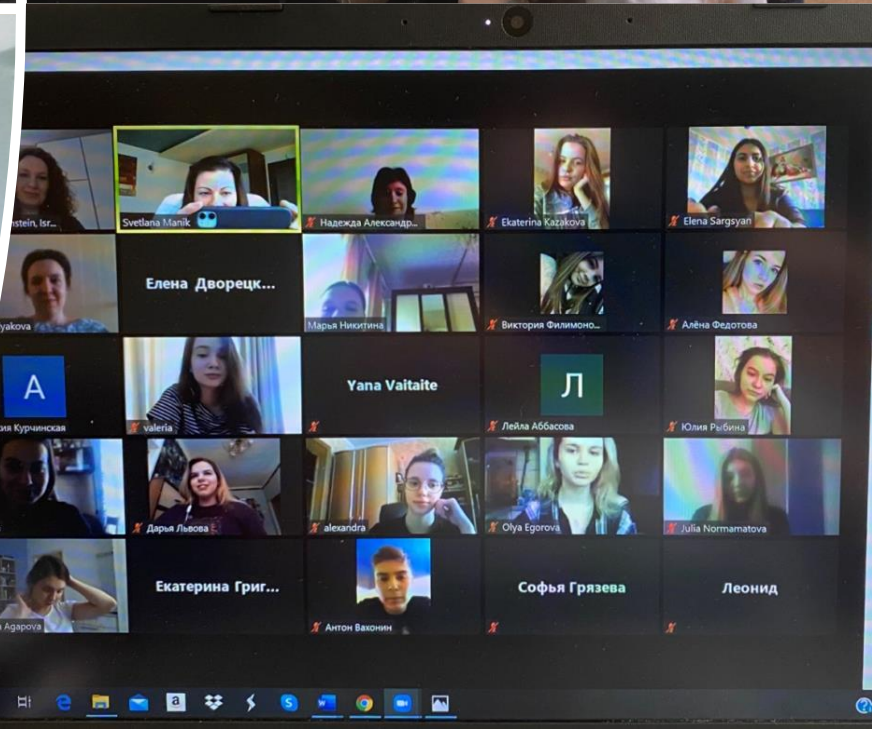 nstein, Isr...
Svetlana Manik
Надежда Александр...
Ekaterina Kazakova
Elena Sargsyan
yakova
Елена Дворецк...
Марья Никитина
Виктория Филимоно...
Алёна Федотова
А
ия Курчинская
valeria
Yana Vaitaite
Л
Лейла Аббасова
Юлия Рыбина
Дарья Львова
alexandra
Olya Egorova
Julia Normamatova
Agapova
Екатерина Григ...
Антон Вахонин
Софья Грязева
Леонид